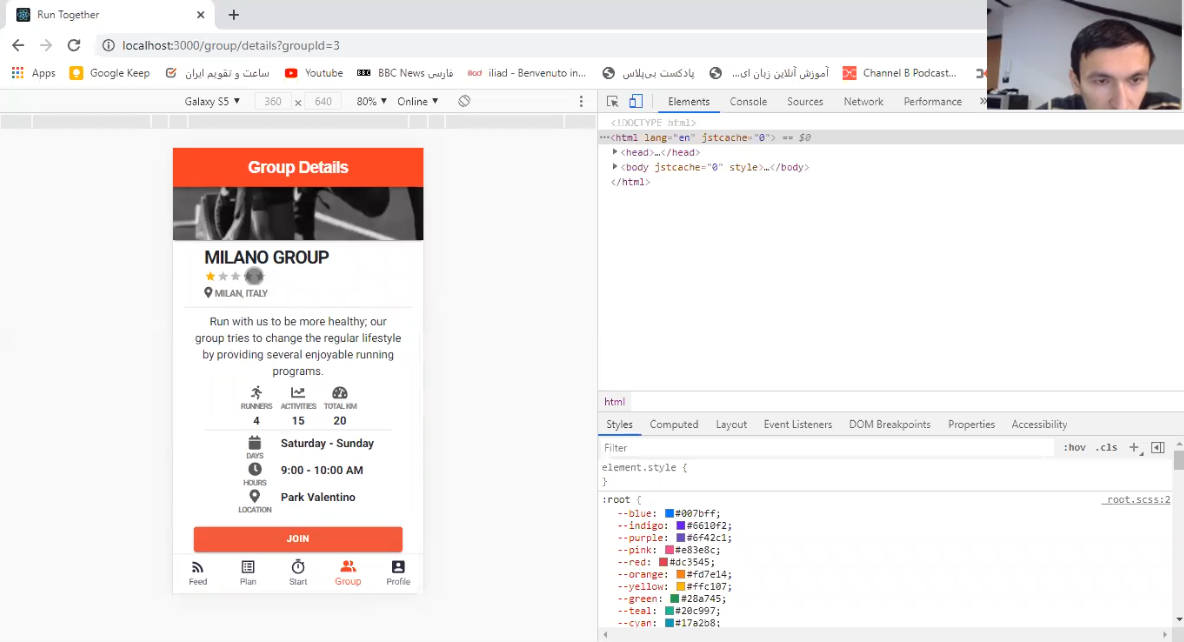 Run Together
localhost:3000/group/details?groupId=3
Apps Google Keep ساعت و تقویم ایران Youtube BBC News فارسی iliad - Benvenuto in... پادکست بی‌پلاس آموزش آنلاین زبان ای... Channel B Podcast...
Galaxy S5 ▼ 360 x 640 80% ▼ Online ▼
Elements Console Sources Network Performance »
<!DOCTYPE html>
•••<html lang="en" jstcache="0"> == $0
<head>…</head>
<body jstcache="0" style>…</body>
</html>
Group Details
MILANO GROUP
MILAN, ITALY
Run with us to be more healthy; our
group tries to change the regular lifestyle
by providing several enjoyable running
programs.
RUNNERS ACTIVITIES TOTAL KM
4 15 20
DAYS Saturday - Sunday
HOURS 9:00 - 10:00 AM
LOCATION Park Valentino
JOIN
Feed Plan Start Group Profile
html
Styles Computed Layout Event Listeners DOM Breakpoints Properties Accessibility
Filter :hov .cls +
element.style {
}
:root { _root.scss:2
--blue: #007bff;
--indigo: #6610f2;
--purple: #6f42c1;
--pink: #e83e8c;
--red: #dc3545;
--orange: #fd7e14;
--yellow: #ffc107;
--green: #28a745;
--teal: #20c997;
--cyan: #17a2b8;